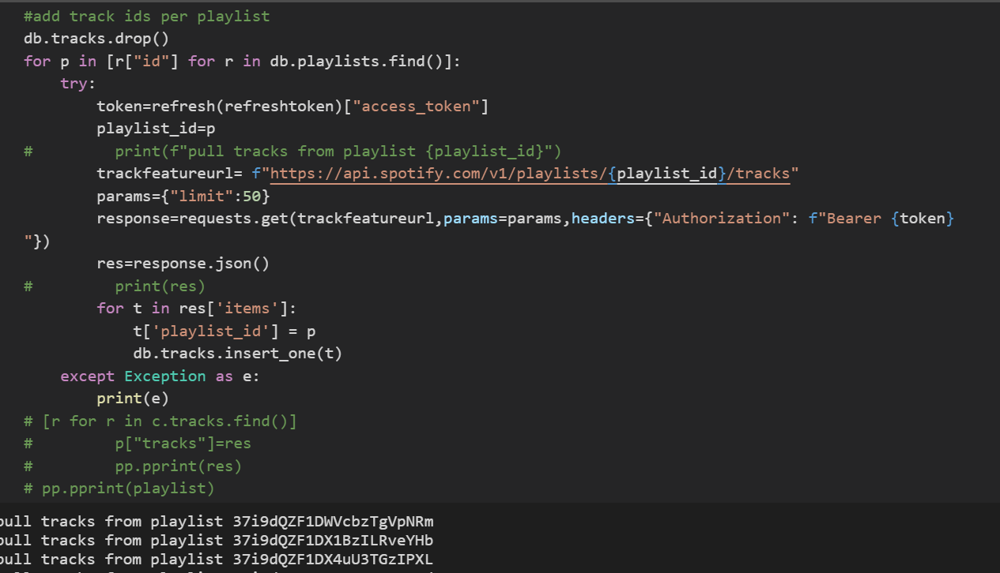 #add track ids per playlist
db.tracks.drop()
for p in [r["id"] for r in db.playlists.find()]:
    try:
        token=refresh(refreshtoken)["access_token"]
        playlist_id=p
#         print(f"pull tracks from playlist {playlist_id}")
        trackfeatureurl= f"https://api.spotify.com/v1/playlists/{playlist_id}/tracks"
        params={"limit":50}
        response=requests.get(trackfeatureurl,params=params,headers={"Authorization": f"Bearer {token}
"})
        res=response.json()
#         print(res)
        for t in res['items']:
            t['playlist_id'] = p
            db.tracks.insert_one(t)
    except Exception as e:
        print(e)
# [r for r in c.tracks.find()]
#         p["tracks"]=res
#         pp.pprint(res)
# pp.pprint(playlist)
pull tracks from playlist 37i9dQZF1DWVcbzTgVpNRm
pull tracks from playlist 37i9dQZF1DX1BzILRveYHb
pull tracks from playlist 37i9dQZF1DX4uU3TGzIPXL